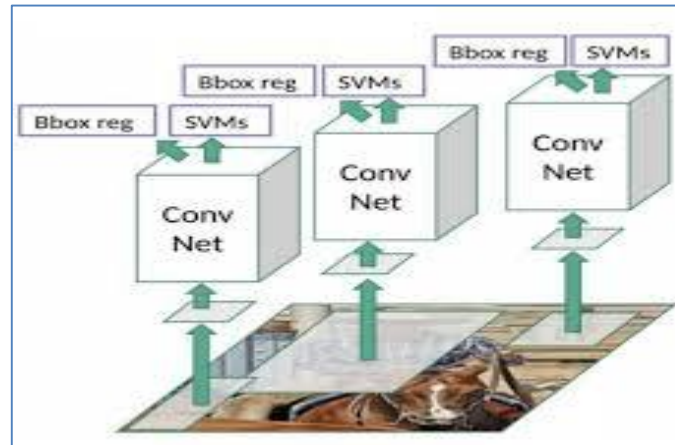 Bbox reg SVMs
Bbox reg SVMs
Bbox reg SVMs
Conv
Net
Conv
Net
Conv
Net